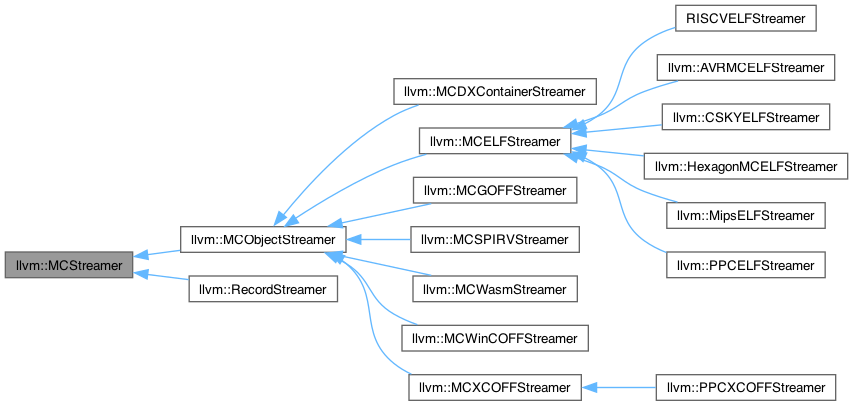 RISCVELFStreamer
llvm::AVRMCELFStreamer
llvm::MCDXContainerStreamer
llvm::CSKYELFStreamer
llvm::MCELFStreamer
llvm::HexagonMCELFStreamer
llvm::MCGOFFStreamer
llvm::MipsELFStreamer
llvm::MCObjectStreamer
llvm::MCSPIRVStreamer
llvm::MCStreamer
llvm::PPCELFStreamer
llvm::RecordStreamer
llvm::MCWasmStreamer
llvm::MCWinCOFFStreamer
llvm::MCXCOFFStreamer
llvm::PPCXCOFFStreamer